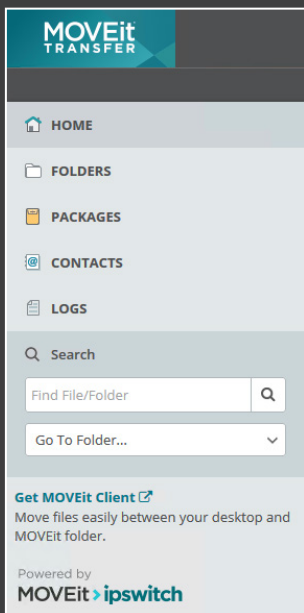 MOVEit
TRANSFER
HOME
FOLDERS
PACKAGES
@ CONTACTS
LOGS
Search
Find File/Folder
Go To Folder...
Get MOVEit Client
Move files easily between your desktop and
MOVEit folder.
Powered by
MOVEit ipswitch